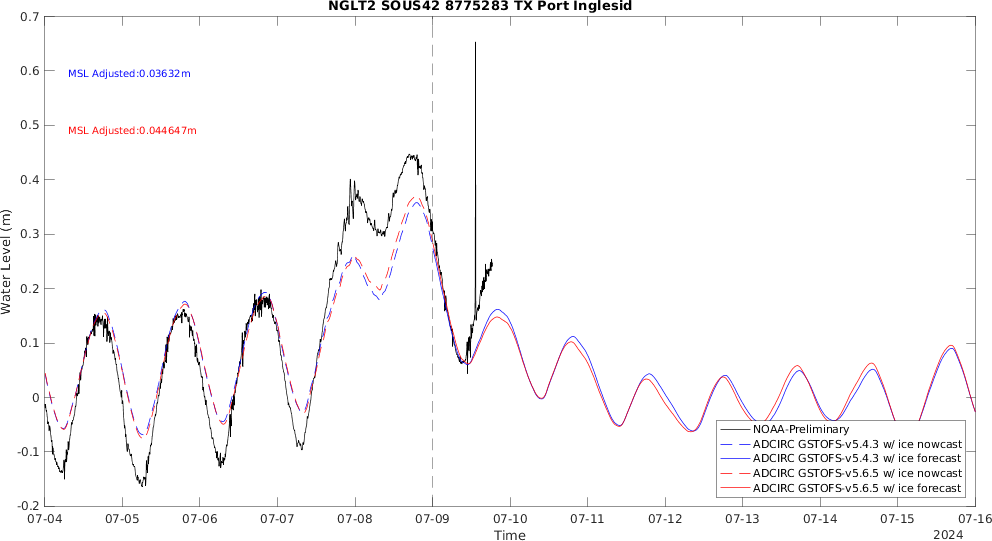 NGLT2 SOUS42 8775283 TX Port Inglesid
0.7
0.6
0.5
0.4
0.3
0.2
0.1
0
-0.1
-0.2
Water Level (m)
MSL Adjusted:0.03632m
MSL Adjusted:0.044647m
NOAA-Preliminary
ADCIRC GSTOFS-v5.4.3 w/ ice nowcast
ADCIRC GSTOFS-v5.4.3 w/ ice forecast
ADCIRC GSTOFS-v5.6.5 w/ ice nowcast
ADCIRC GSTOFS-v5.6.5 w/ ice forecast
07-04 07-05 07-06 07-07 07-08 07-09 07-10 07-11 07-12 07-13 07-14 07-15 07-16
Time
2024